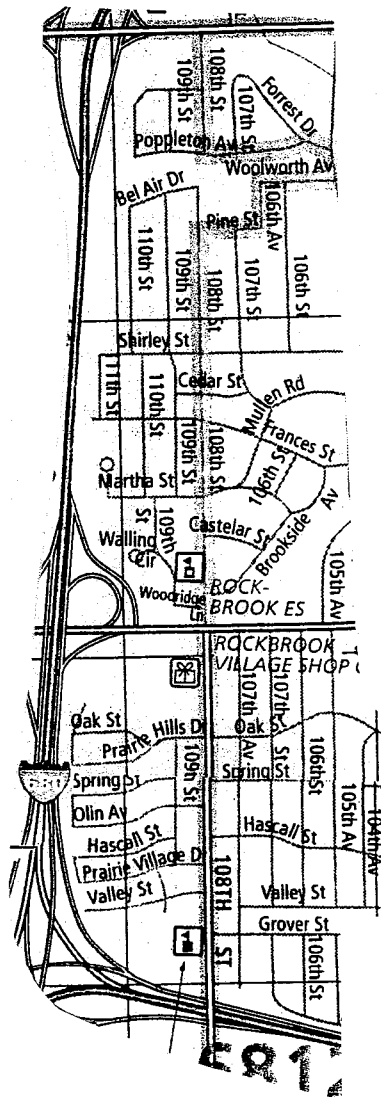 109th St
108th St
107th St
Forrest Dr
Poppleton Av
Woolworth Av
Bel Air Dr
106th Av
Pine St
110th St
109th St
108th St
107th St
106th St
Shirley St
Cedar St
111th St
110th St
109th St
108th St
Mullen Rd
Frances St
106th St
Martha St
109th St
Castelar St
Brookside Av
Walling Cir
105th Av
Woodridge Ln
ROCK-
BROOK ES
ROCKBROOK
VILLAGE SHOP
107th Av
107th St
Oak St
Prairie Hills D
Oak St
109h St
106th St
105th Av
104th Av
Spring St
Spring St
Olin Av
Hascall St
Hascall St
Prairie Village D
Valley St
Valley St
108TH ST
Grover St
106th St